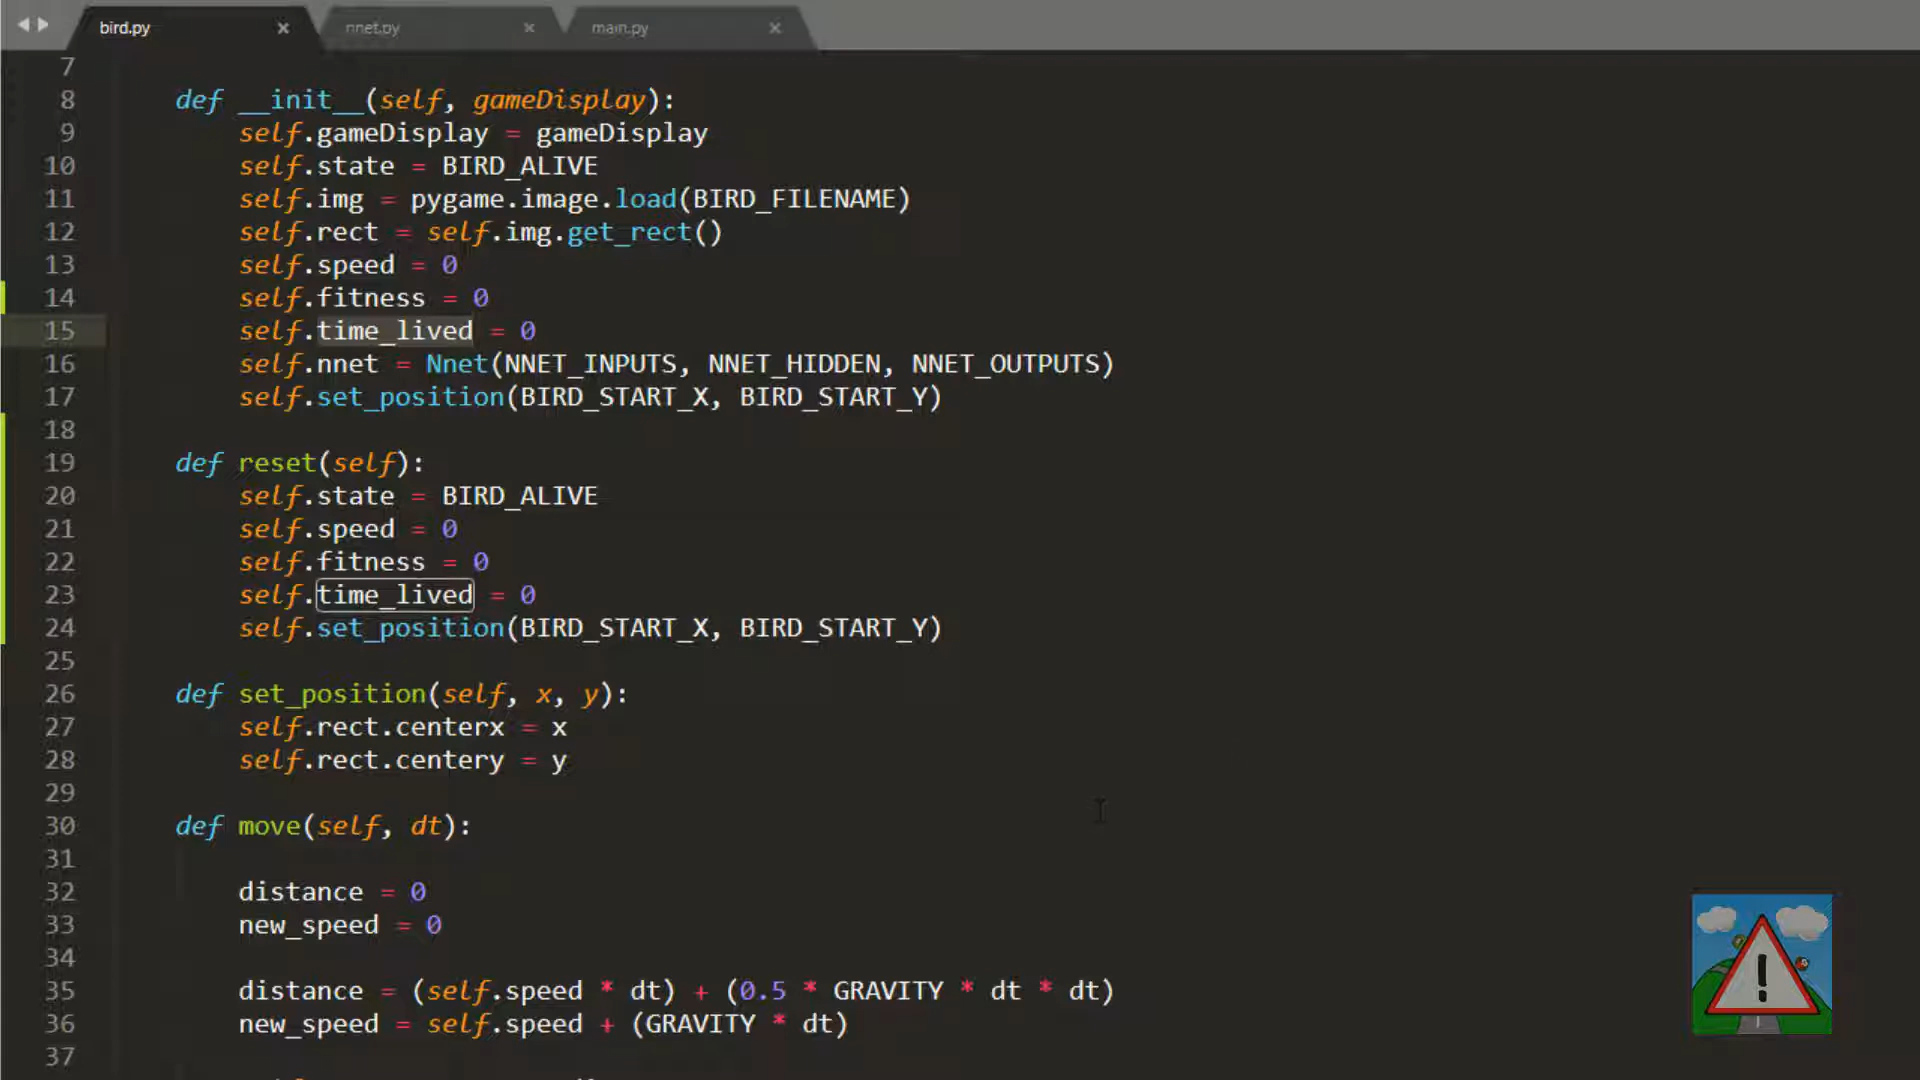 bird.py × nnet.py × main.py ×
7
8 def __init__(self, gameDisplay):
9 self.gameDisplay = gameDisplay
10 self.state = BIRD_ALIVE
11 self.img = pygame.image.load(BIRD_FILENAME)
12 self.rect = self.img.get_rect()
13 self.speed = 0
14 self.fitness = 0
15 self.time_lived = 0
16 self.nnet = Nnet(NNET_INPUTS, NNET_HIDDEN, NNET_OUTPUTS)
17 self.set_position(BIRD_START_X, BIRD_START_Y)
18
19 def reset(self):
20 self.state = BIRD_ALIVE
21 self.speed = 0
22 self.fitness = 0
23 self.time_lived = 0
24 self.set_position(BIRD_START_X, BIRD_START_Y)
25
26 def set_position(self, x, y):
27 self.rect.centerx = x
28 self.rect.centery = y
29
30 def move(self, dt):
31
32 distance = 0
33 new_speed = 0
34
35 distance = (self.speed * dt) + (0.5 * GRAVITY * dt * dt)
36 new_speed = self.speed + (GRAVITY * dt)
37
!